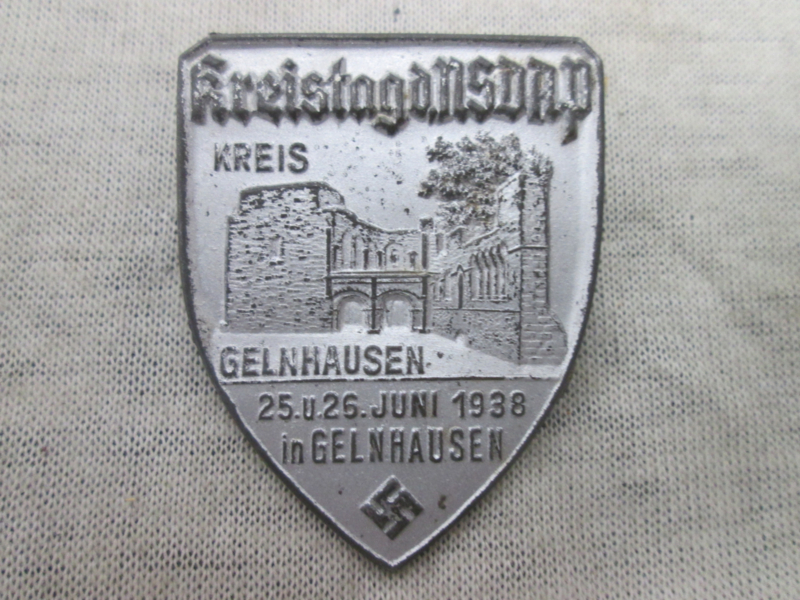 Kreistag d. NSDAP
KREIS
GELNHAUSEN
25. u. 26. JUNI 1938
in GELNHAUSEN